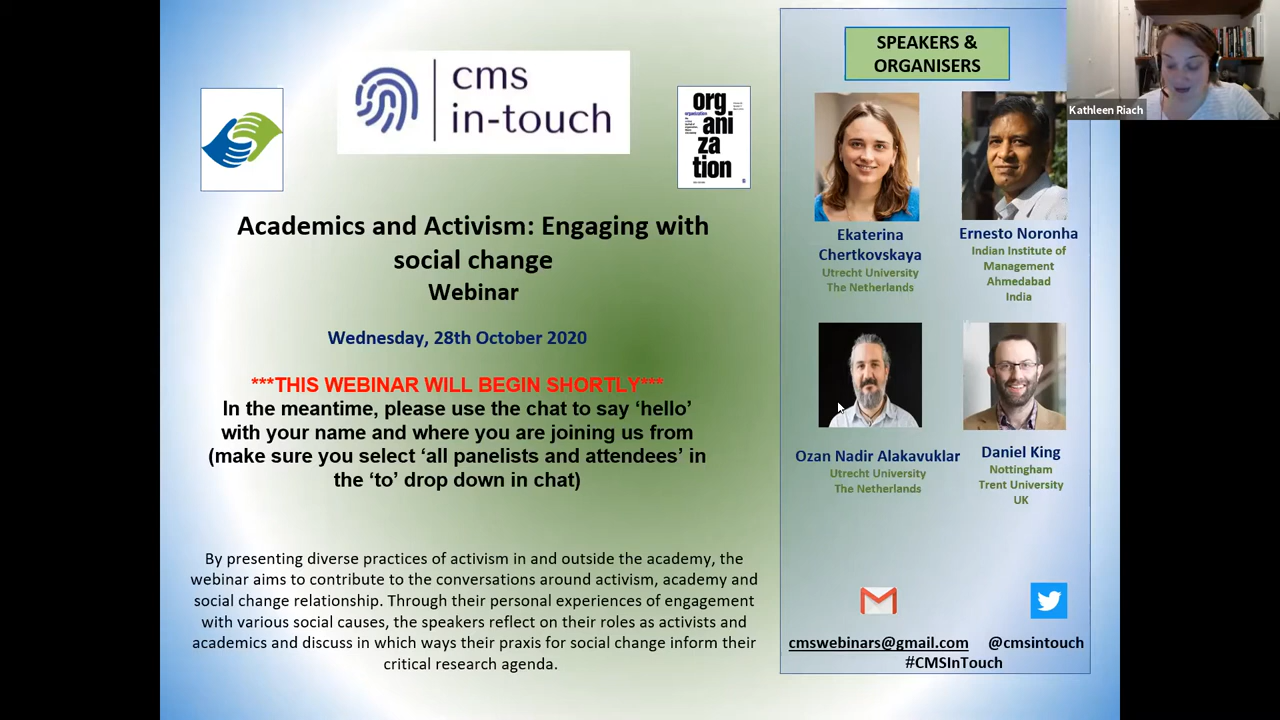 cms
in-touch
org
organization
ani
za
tion
Academics and Activism: Engaging with
social change
Webinar
Wednesday, 28th October 2020
***THIS WEBINAR WILL BEGIN SHORTLY***
In the meantime, please use the chat to say ‘hello’
with your name and where you are joining us from
(make sure you select ‘all panelists and attendees’ in
the ‘to’ drop down in chat)
By presenting diverse practices of activism in and outside the academy, the
webinar aims to contribute to the conversations around activism, academy and
social change relationship. Through their personal experiences of engagement
with various social causes, the speakers reflect on their roles as activists and
academics and discuss in which ways their praxis for social change inform their
critical research agenda.
SPEAKERS &
ORGANISERS
Kathleen Riach
Ekaterina
Chertkovskaya
Utrecht University
The Netherlands
Ernesto Noronha
Indian Institute of
Management
Ahmedabad
India
Ozan Nadir Alakavuklar
Utrecht University
The Netherlands
Daniel King
Nottingham
Trent University
UK
cmswebinars@gmail.com @cmsintouch
#CMSInTouch